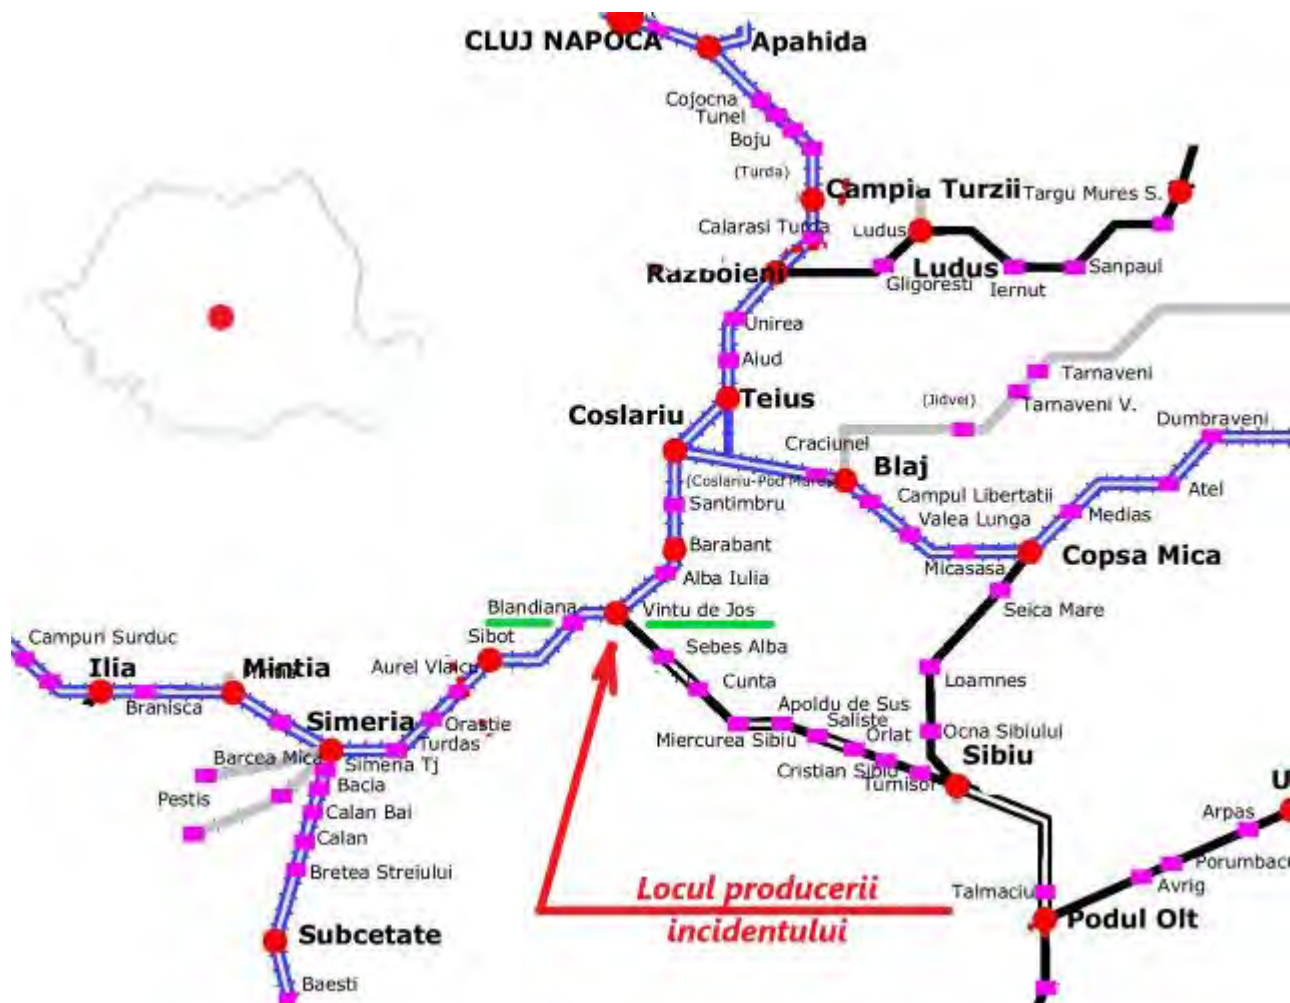 CLUJ NAPOCA
Apahida
Cojocna
Tunel
Boju
(Turda)
Campia Turzii
Targu Mures S.
Calarasi Turda
Ludus
Razboieni
Ludus
Sanpaul
Gligoresti
Iernut
Unirea
Aiud
Tarnaveni
Teius
(Jidvei)
Tarnaveni V.
Coslariu
Dumbraveni
Craciunel
Blaj
Atel
Santimbru
Campul Libertatii
Medias
Valea Lunga
Barabant
Copsa Mica
Micasasa
Alba Iulia
Seica Mare
Blandiana
Vintu de Jos
Campuri Surduc
Sibot
Sebes Alba
Ilia
Mintia
Aurel Vlaicu
Cunta
Loamnes
Branisca
Apoldu de Sus
Simeria
Orastie
Saliste
Ocna Sibiului
Turdas
Miercurea Sibiu
Orlat
Barcea Mica
Simeria Tj
Cristian Sibiu
Sibiu
Turnisor
Bacia
Pestis
Calan Bai
U
Arpas
Calan
Bretea Streiului
Porumbacu
Avrig
Locul producerii
Talmaciu
incidentului
Podul Olt
Subcetate
Baesti